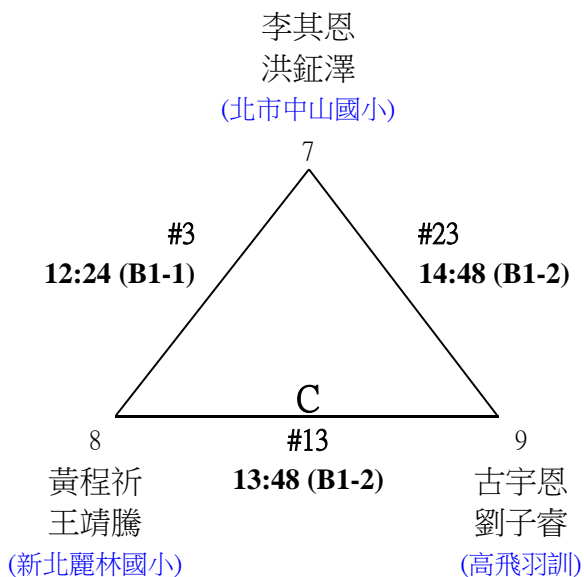 李其恩
洪鉦澤
(北市中山國小)
7
#3
12:24 (B1-1)
#23
14:48 (B1-2)
C
8
#13
9
黃程祈
王靖騰
(新北麗林國小)
13:48 (B1-2)
古宇恩
劉子睿
(高飛羽訓)